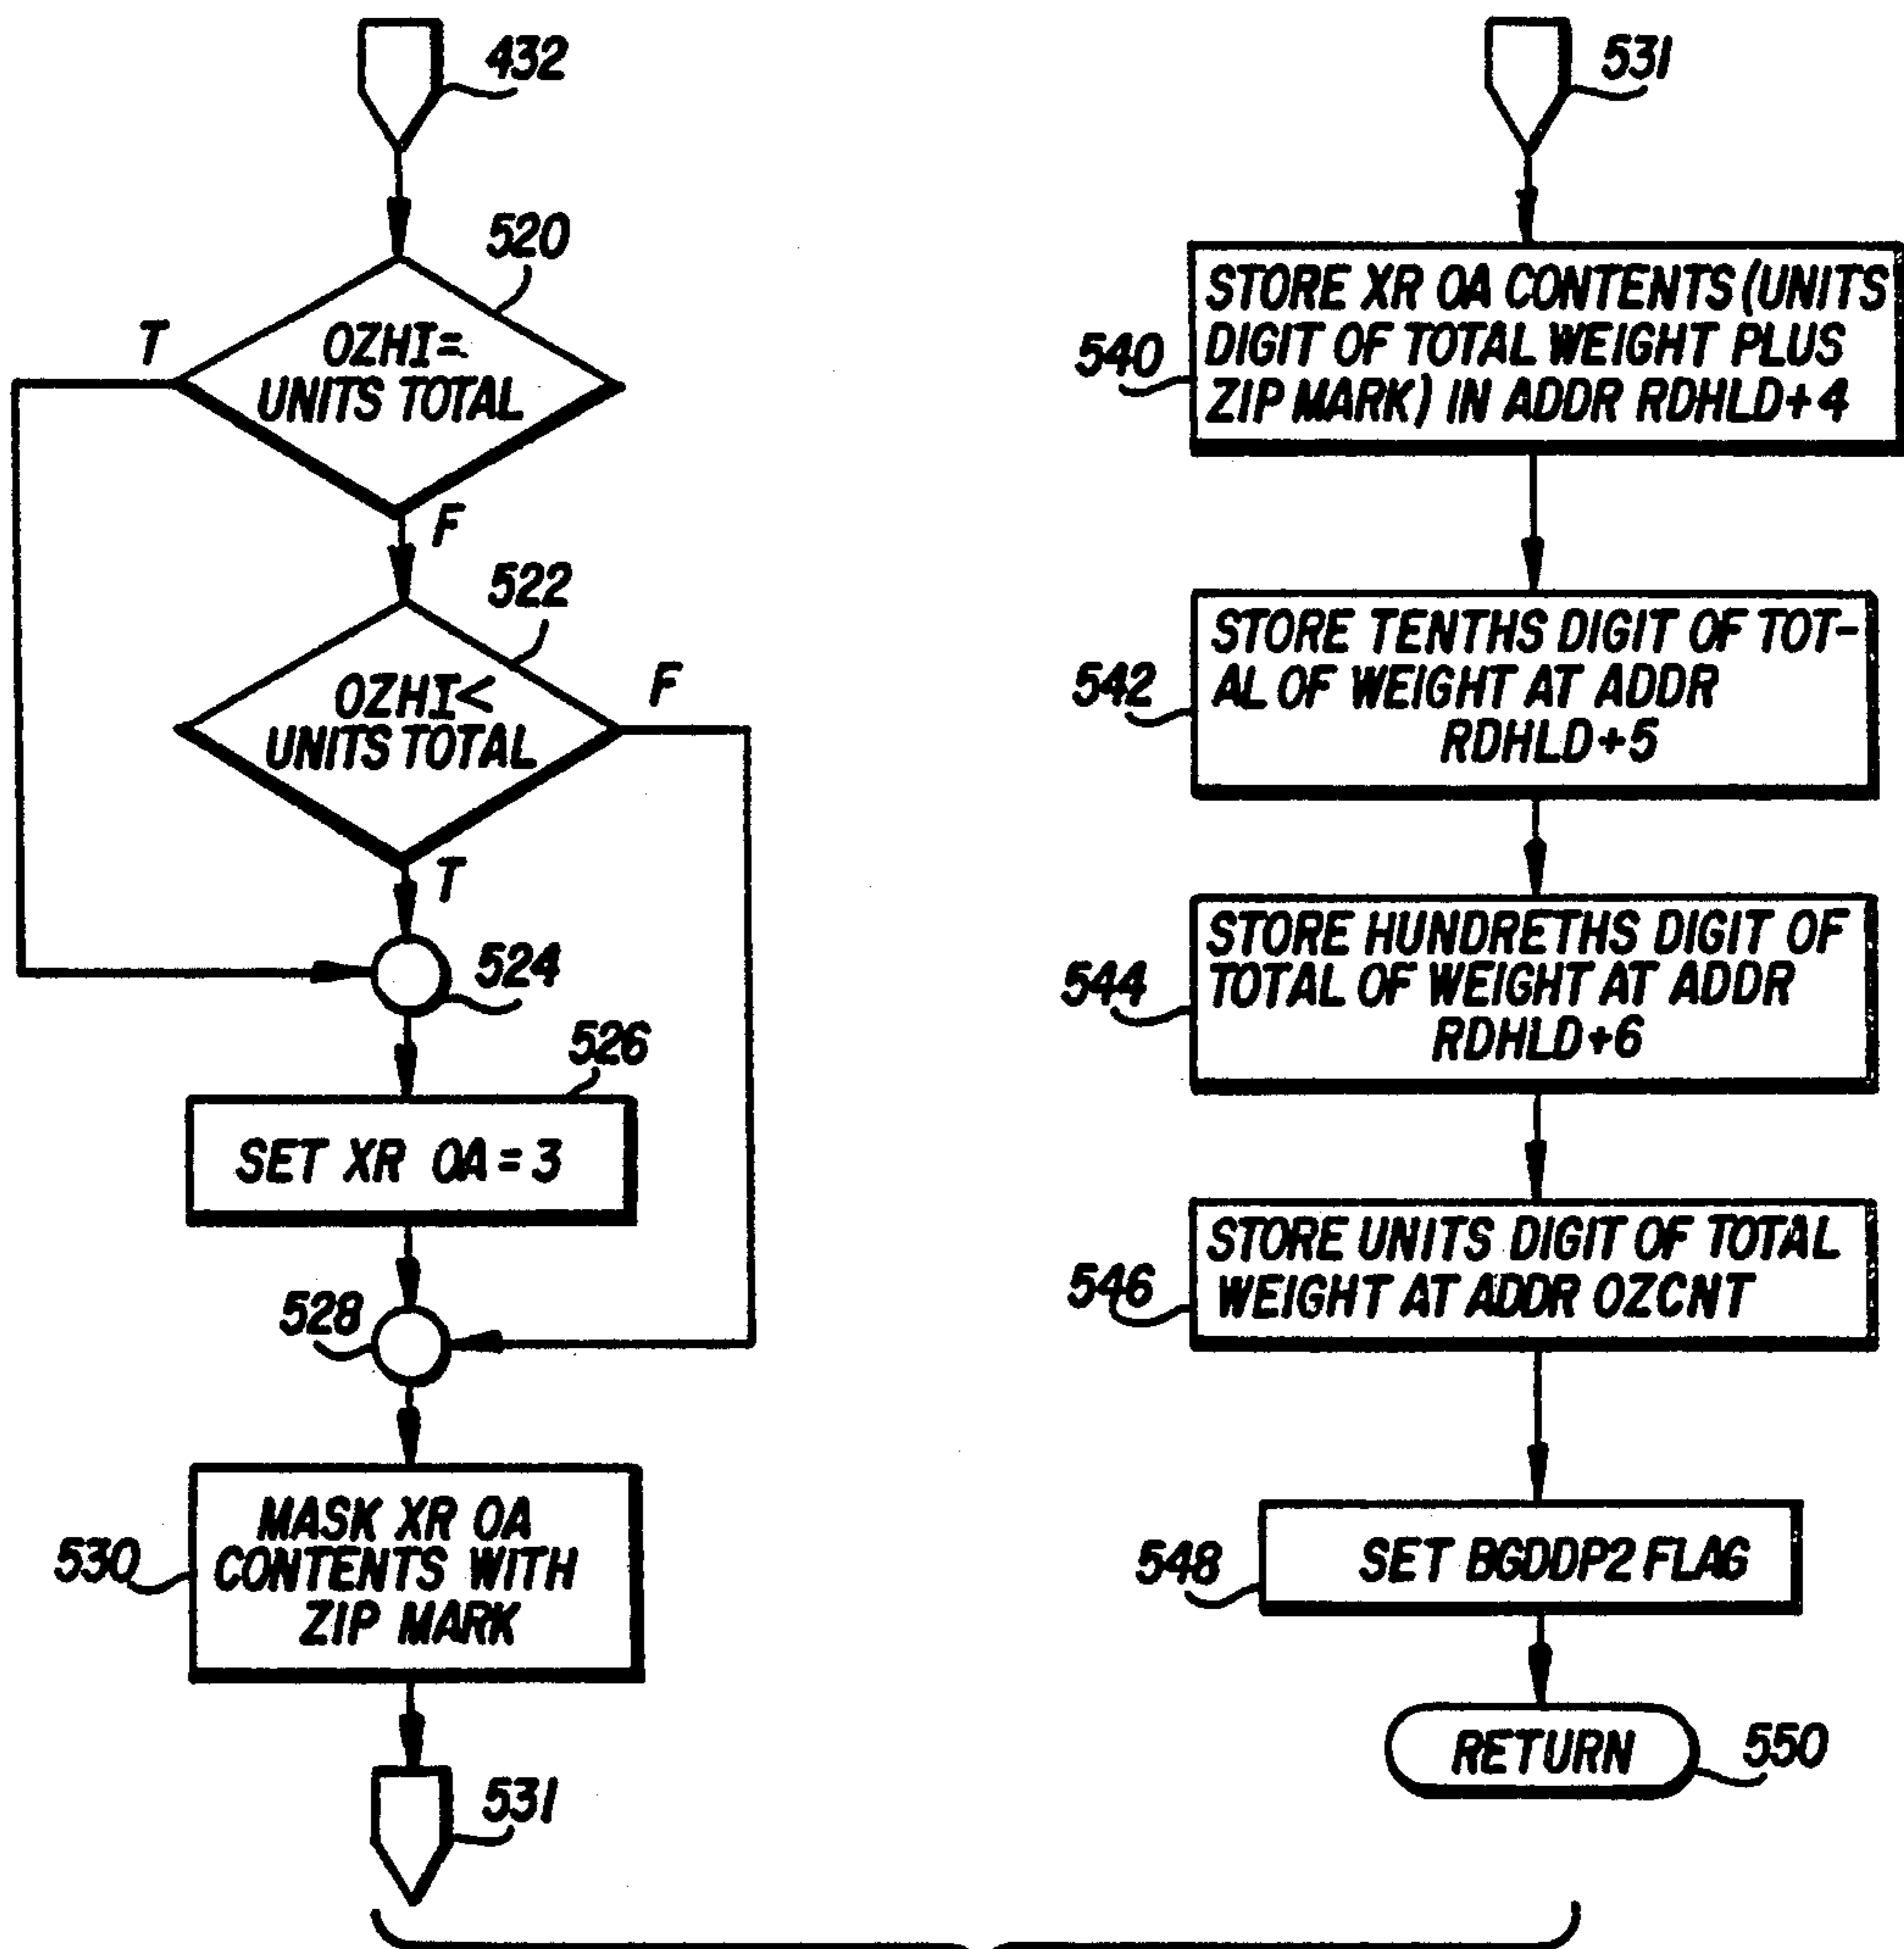 432
520
T
OZHI=
UNITS TOTAL
F
522
OZHI<
UNITS TOTAL
F
T
524
526
SET XR OA = 3
528
530
MASK XR OA
CONTENTS WITH
ZIP MARK
531
531
540
STORE XR OA CONTENTS (UNITS
DIGIT OF TOTAL WEIGHT PLUS
ZIP MARK) IN ADDR RDHLD+4
542
STORE TENTHS DIGIT OF TOT-
AL OF WEIGHT AT ADDR
RDHLD+5
544
STORE HUNDRETHS DIGIT OF
TOTAL OF WEIGHT AT ADDR
RDHLD+6
546
STORE UNITS DIGIT OF TOTAL
WEIGHT AT ADDR OZCNT
548
SET BGDDP2 FLAG
RETURN
550